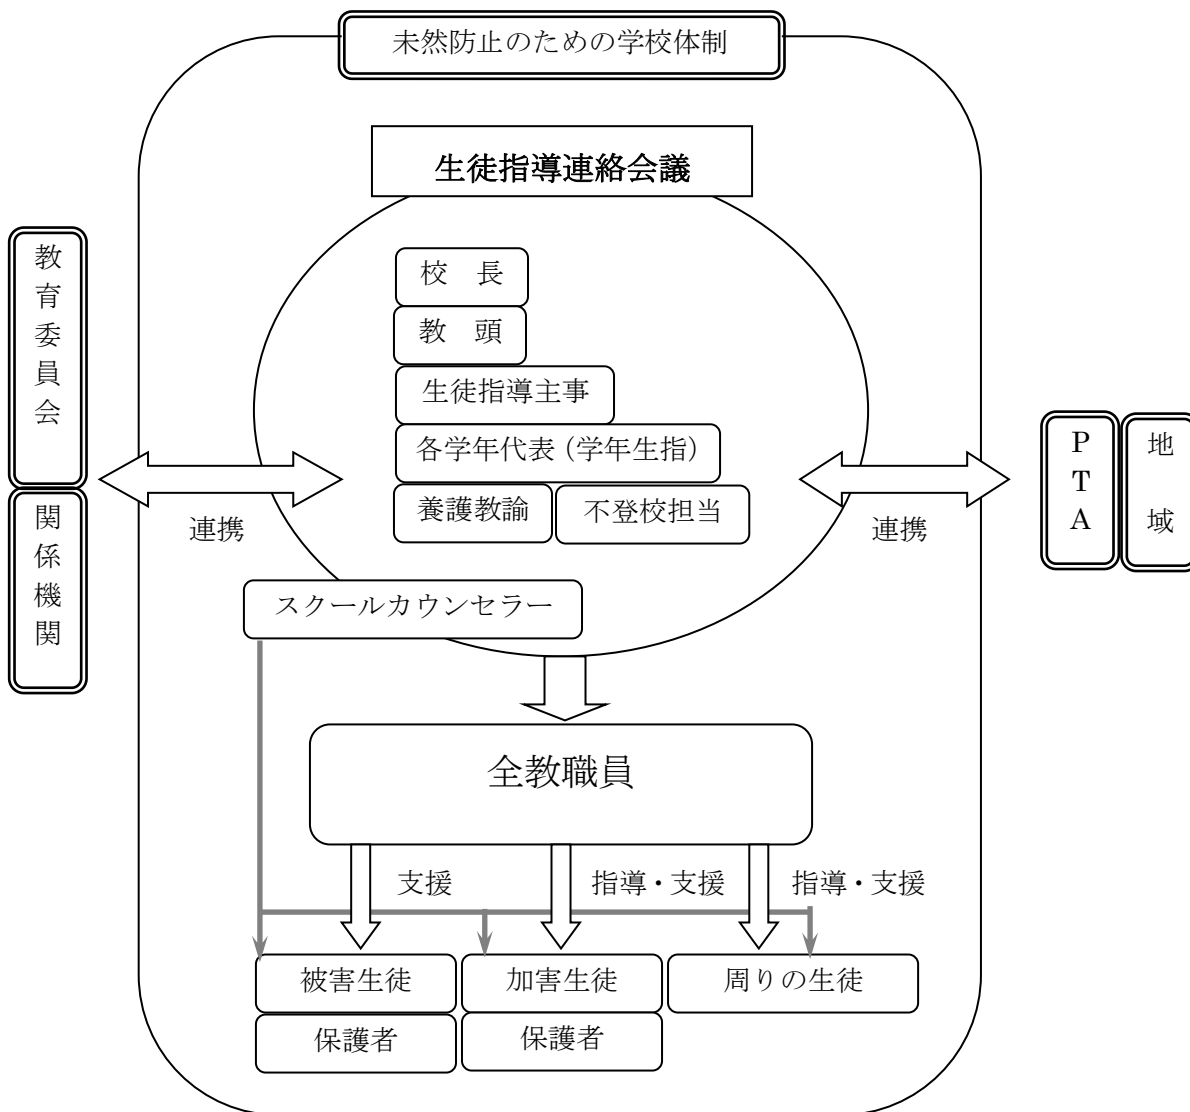 未然防止のための学校体制
生徒指導連絡会議
校　長
教　頭
生徒指導主事
各学年代表（学年生指）
養護教諭
不登校担当
スクールカウンセラー
教育委員会
関係機関
連携
連携
PTA
地域
全教職員
支援
指導・支援
指導・支援
被害生徒
加害生徒
周りの生徒
保護者
保護者